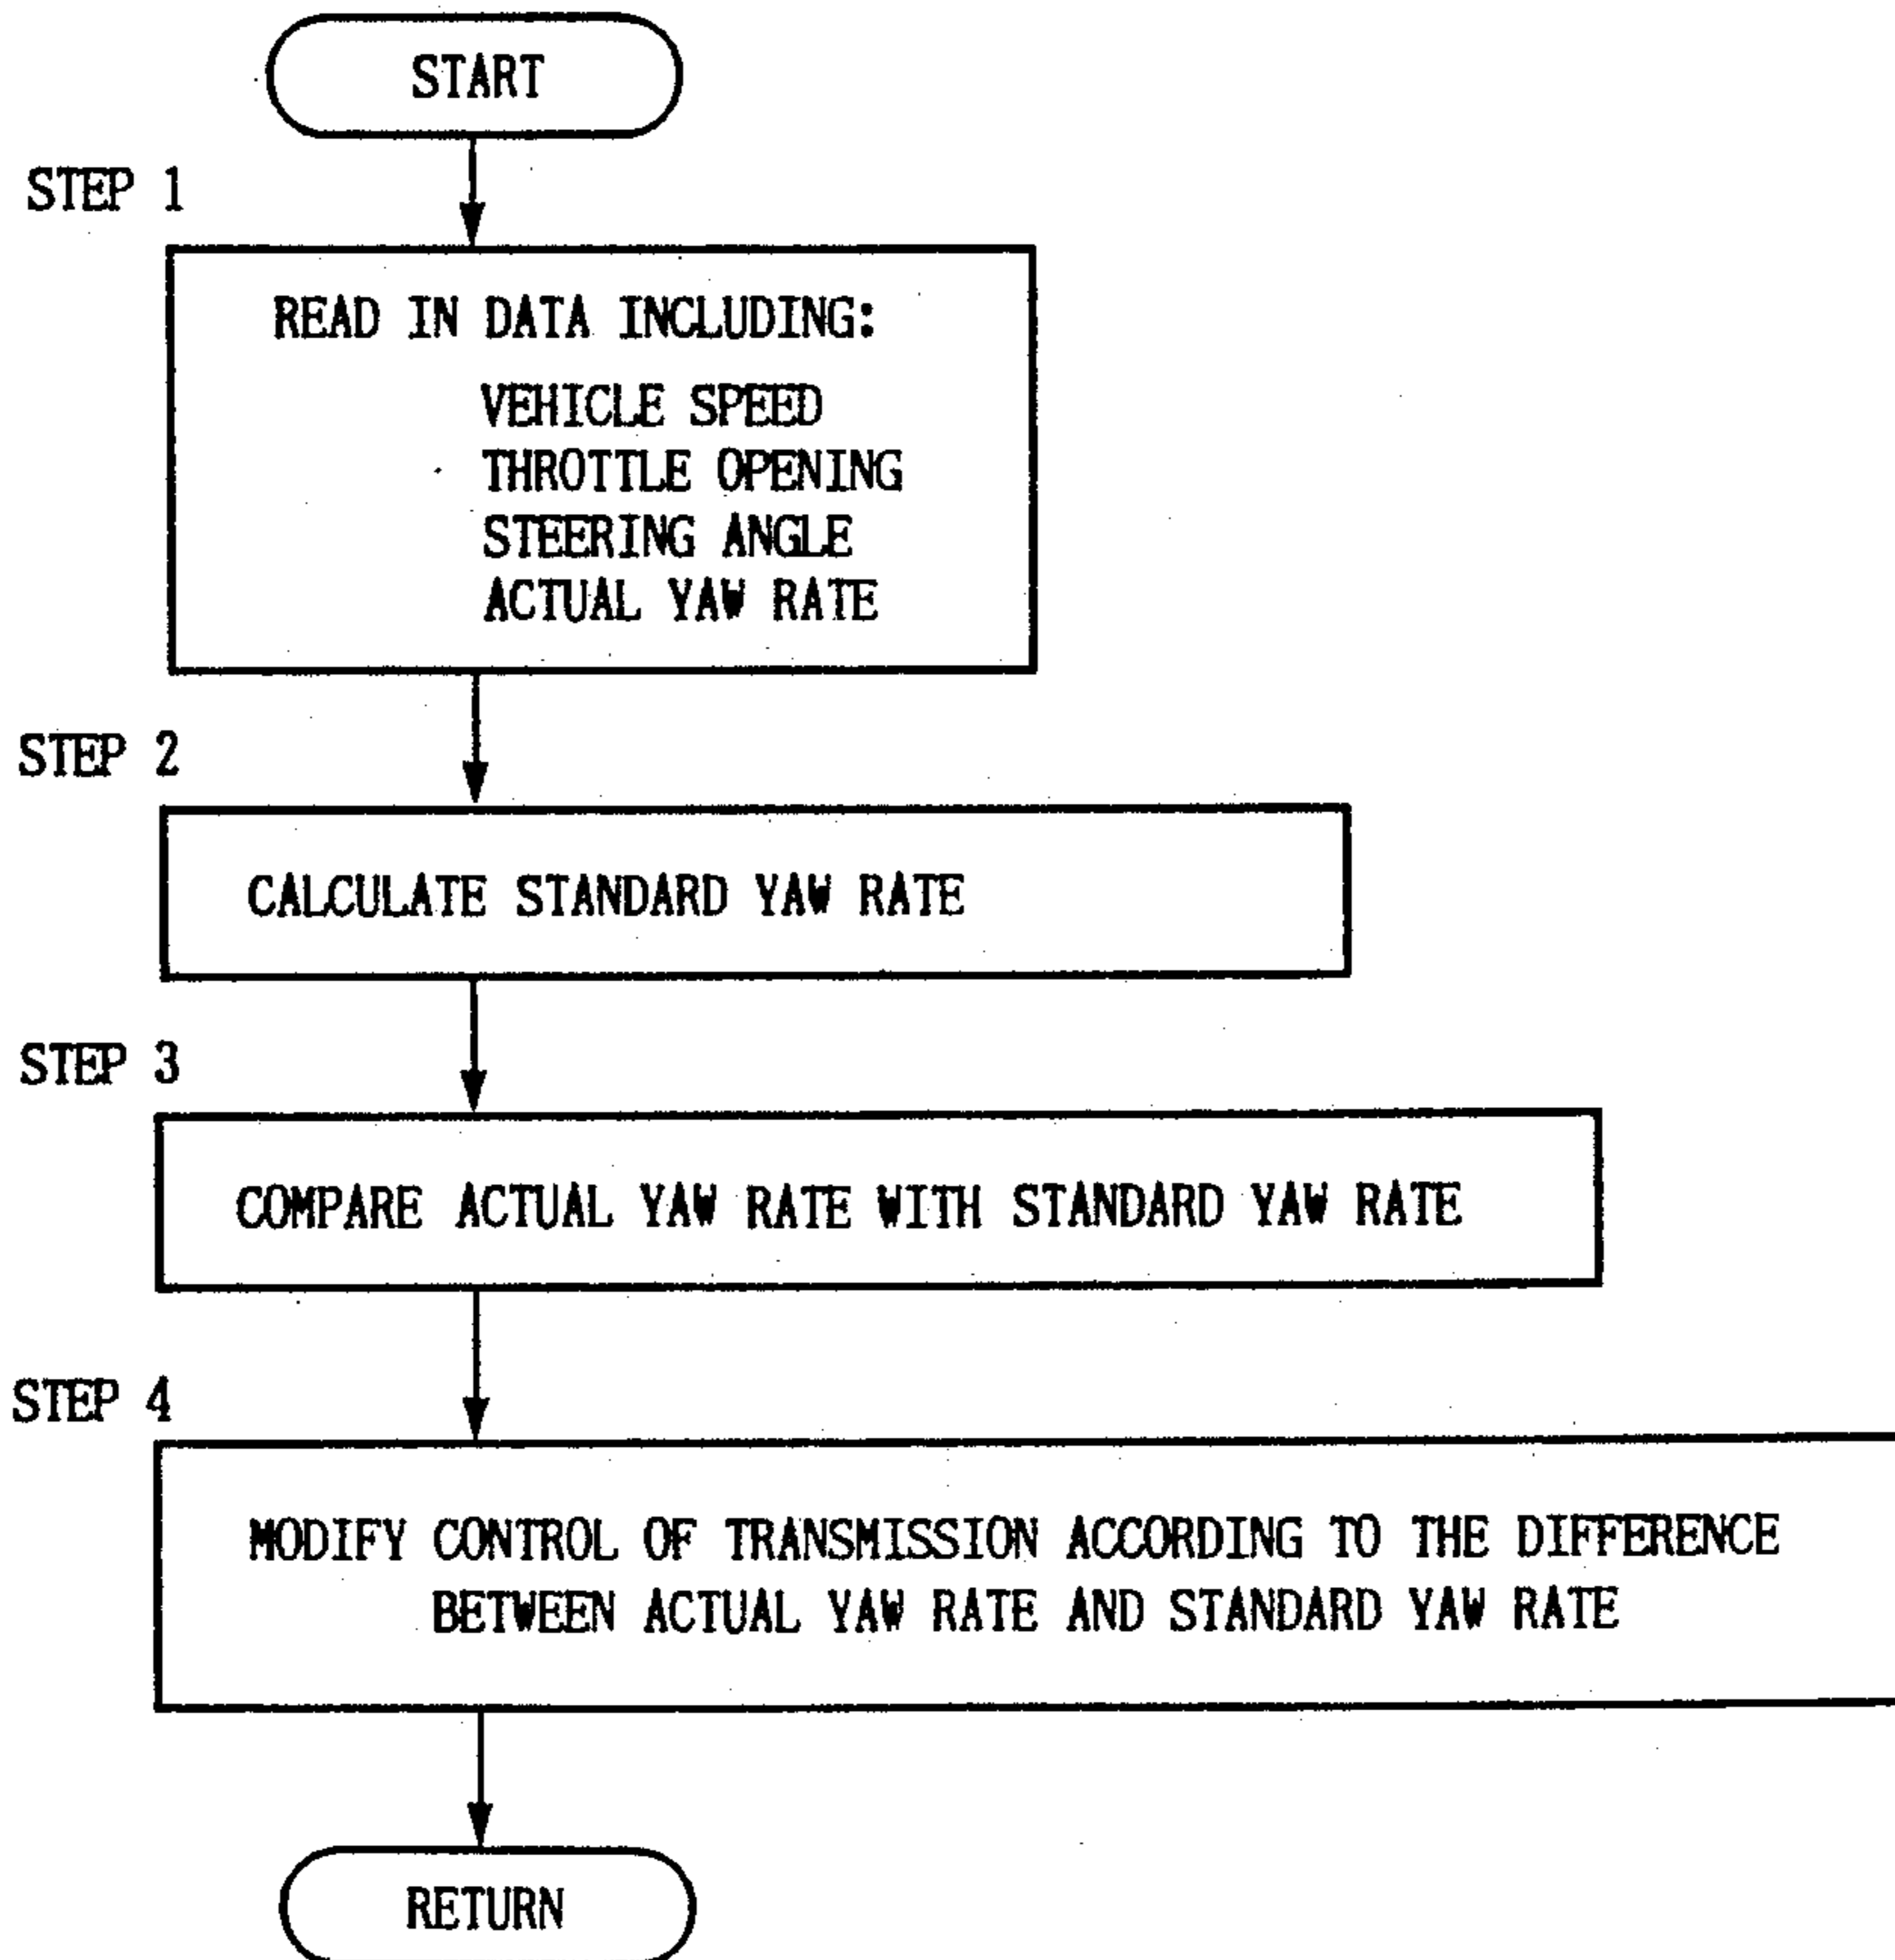 START
STEP 1
READ IN DATA INCLUDING:
VEHICLE SPEED
THROTTLE OPENING
STEERING ANGLE
ACTUAL YAW RATE
STEP 2
CALCULATE STANDARD YAW RATE
STEP 3
COMPARE ACTUAL YAW RATE WITH STANDARD YAW RATE
STEP 4
MODIFY CONTROL OF TRANSMISSION ACCORDING TO THE DIFFERENCE
BETWEEN ACTUAL YAW RATE AND STANDARD YAW RATE
RETURN